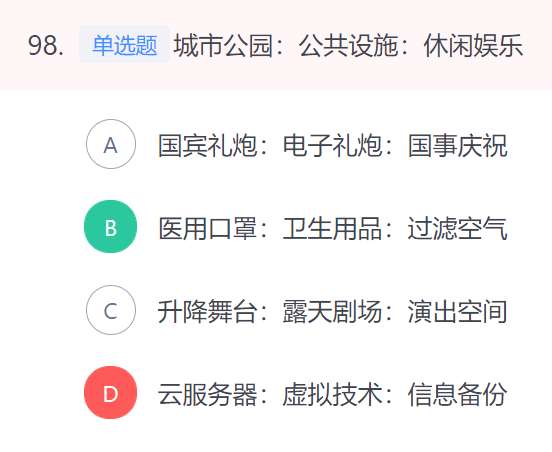 98. 单选题 城市公园：公共设施：休闲娱乐
A 国宾礼炮：电子礼炮：国事庆祝
B 医用口罩：卫生用品：过滤空气
C 升降舞台：露天剧场：演出空间
D 云服务器：虚拟技术：信息备份